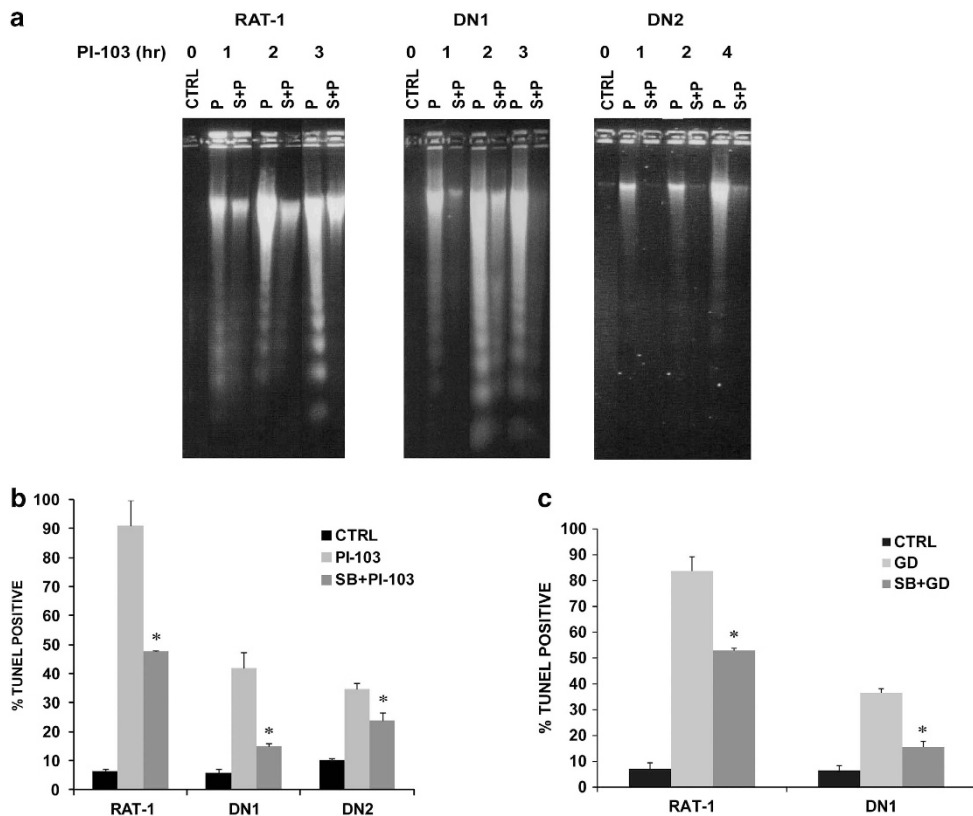 a
RAT-1 DN1 DN2
PI-103 (hr) 0 1 2 3 0 1 2 3 0 1 2 4
CTRL P S+P P S+P P S+P CTRL P S+P P S+P P S+P CTRL P S+P P S+P P S+P
b
100
90
80
70
60
50
40
30
20
10
0
% TUNEL POSITIVE
CTRL
PI-103
SB+PI-103
* * *
RAT-1 DN1 DN2
c
100
90
80
70
60
50
40
30
20
10
0
% TUNEL POSITIVE
CTRL
GD
SB+GD
* *
RAT-1 DN1